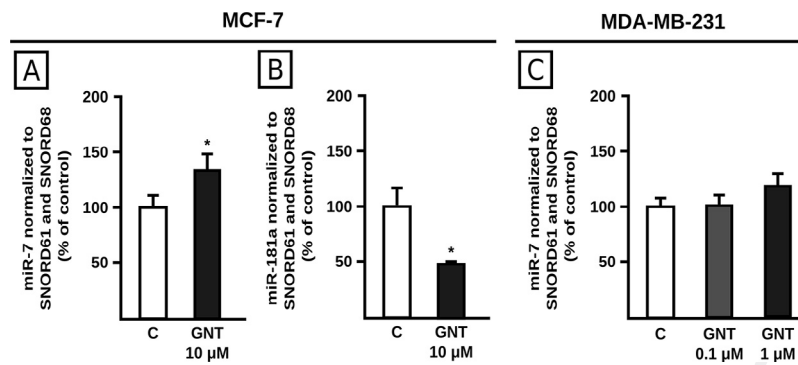 MCF-7
MDA-MB-231
A
miR-7 normalized to
SNORD61 and SNORD68
(% of control)
200
150
100
50
*
C
GNT
10 µM
B
miR-181a normalized to
SNORD61 and SNORD68
(% of control)
200
150
100
50
*
C
GNT
10 µM
C
miR-7 normalized to
SNORD61 and SNORD68
(% of control)
200
150
100
50
C
GNT
0.1 µM
GNT
1 µM